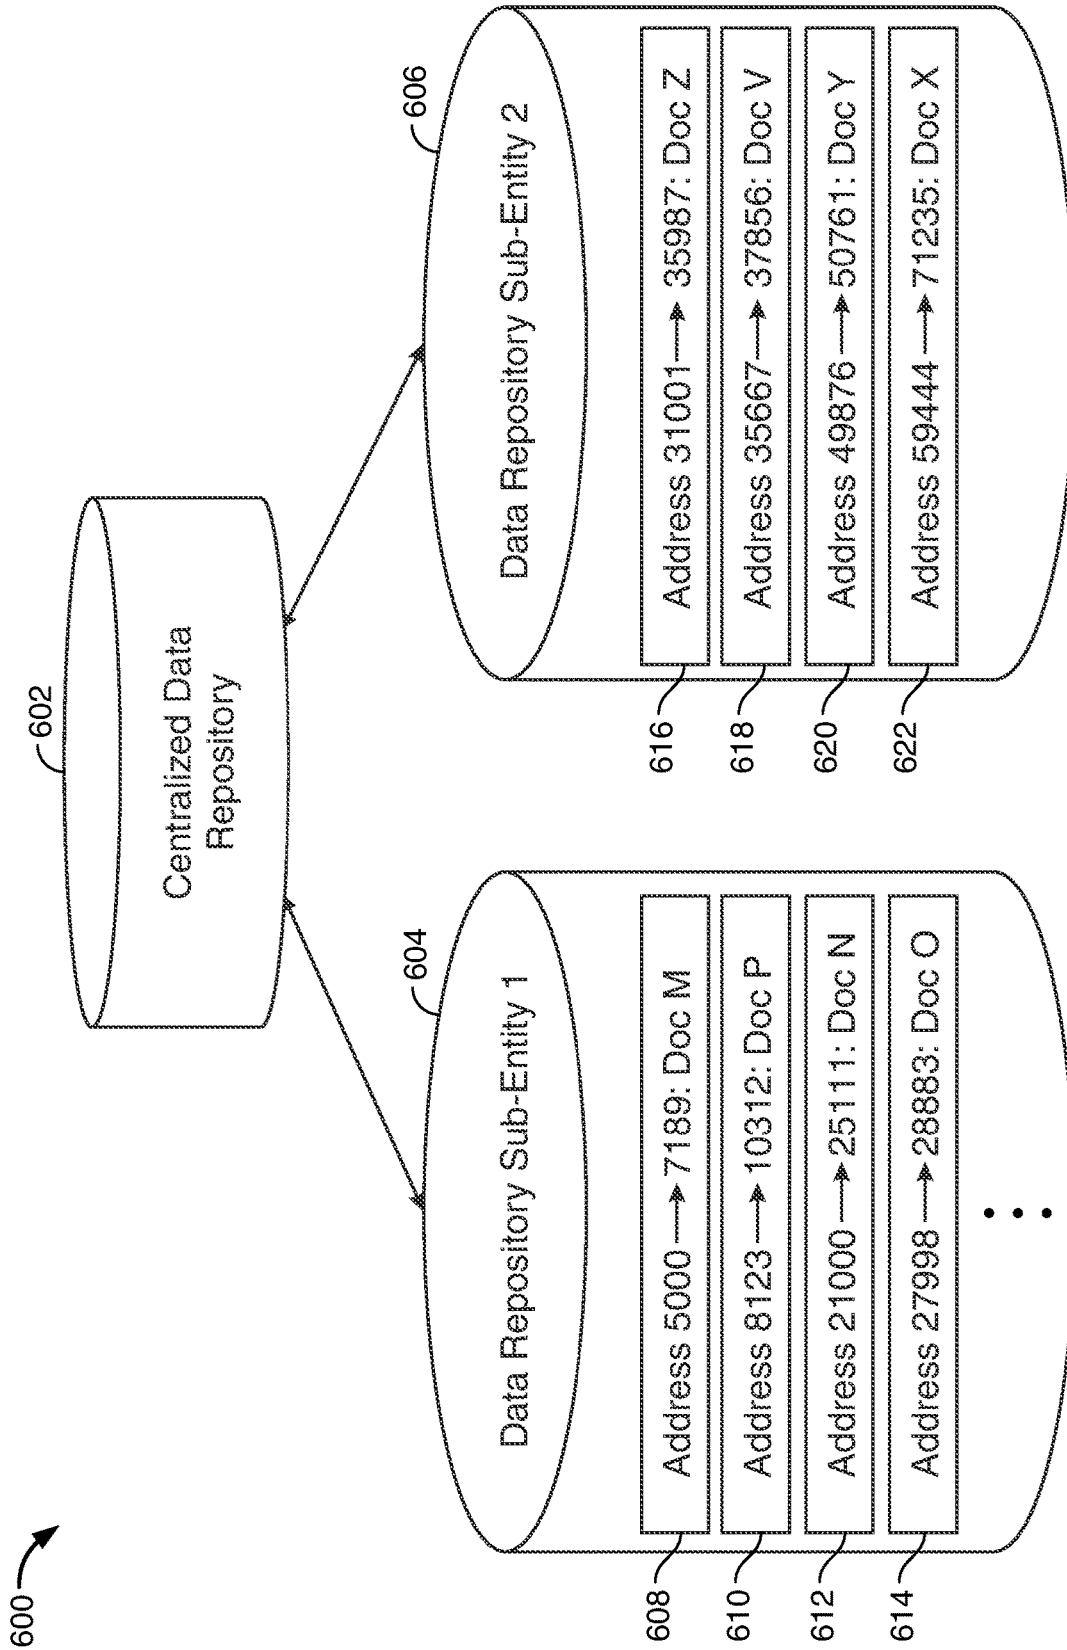 600
602
Centralized Data
Repository
604
Data Repository Sub-Entity 1
608
Address 5000 → 7189: Doc M
610
Address 8123 → 10312: Doc P
612
Address 21000 → 25111: Doc N
614
Address 27998 → 28883: Doc O
606
Data Repository Sub-Entity 2
616
Address 31001 → 35987: Doc Z
618
Address 35667 → 37856: Doc V
620
Address 49876 → 50761: Doc Y
622
Address 59444 → 71235: Doc X